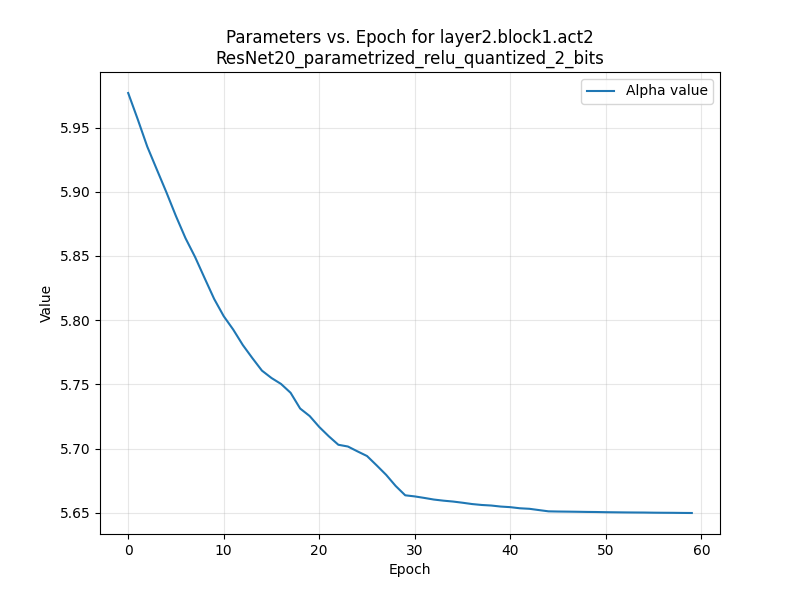 Parameters vs. Epoch for layer2.block1.act2
ResNet20_parametrized_relu_quantized_2_bits
Alpha value
5.95
5.90
5.85
5.80
5.75
5.70
5.65
Value
0 10 20 30 40 50 60
Epoch